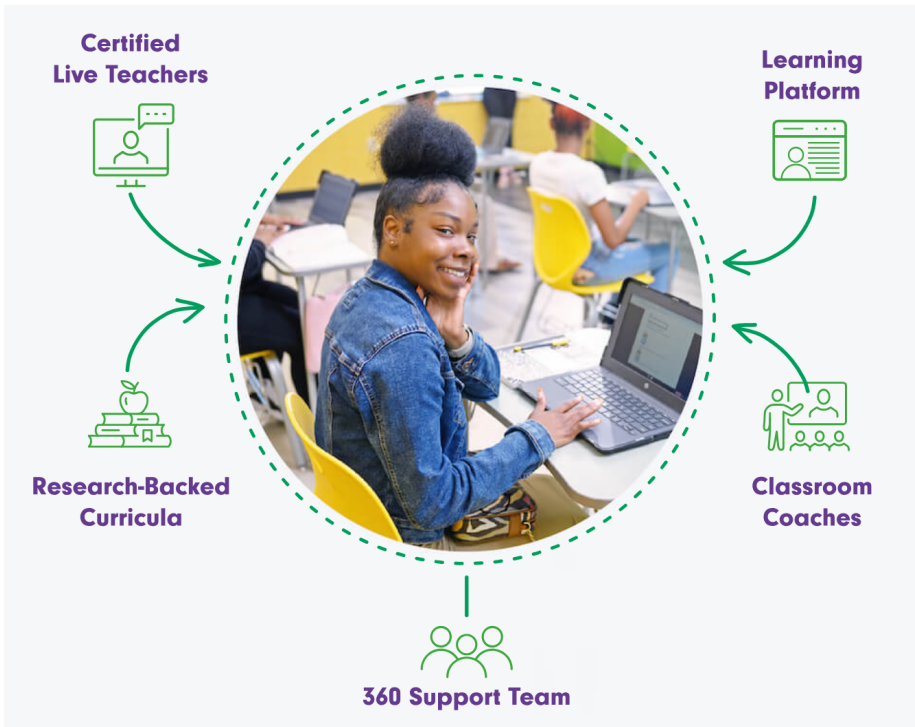 Certified
Live Teachers
Learning
Platform
Research-Backed
Curricula
Classroom
Coaches
360 Support Team